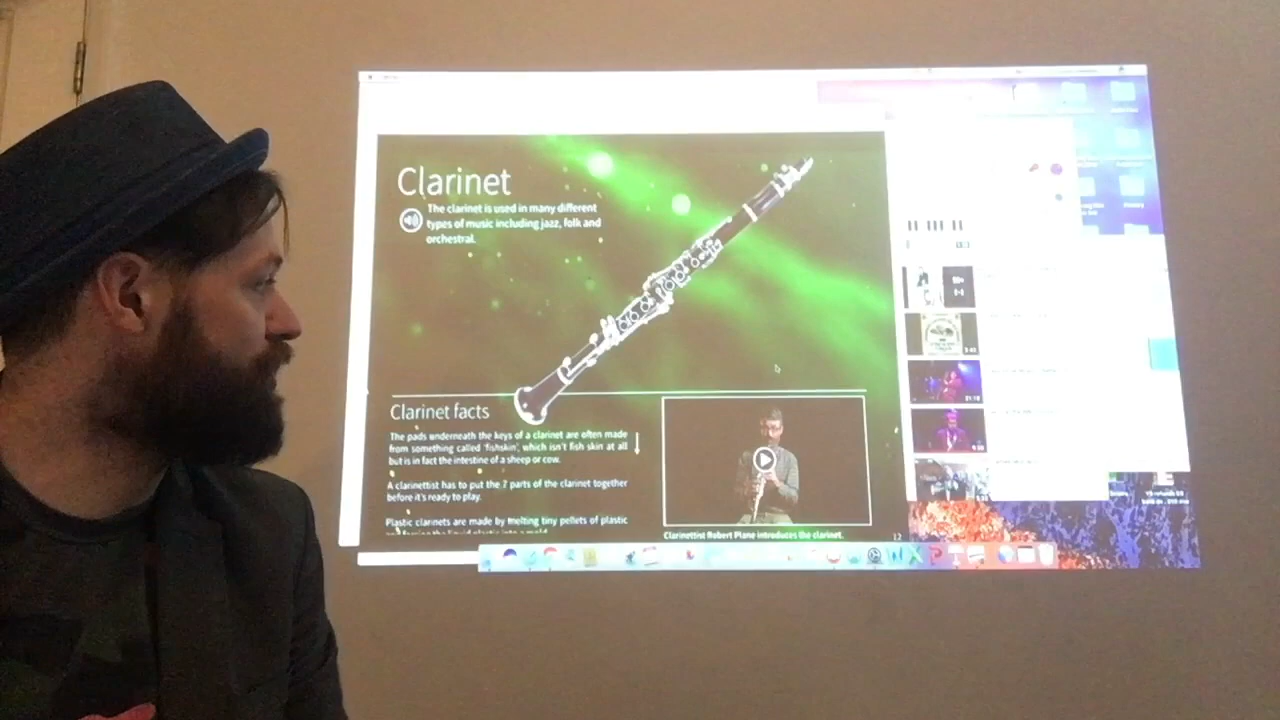 Clarinet
The clarinet is used in many different
types of music including jazz, folk and
orchestral.
Clarinet facts
The pads underneath the keys of a clarinet are often made
from something called 'fishskin', which isn't fish skin at all
but is in fact the intestine of a sheep or cow.
A clarinettist has to put the 7 parts of the clarinet together
before it's ready to play.
Plastic clarinets are made by melting tiny pellets of plastic
Clarinettist Robert Plane introduces the clarinet.
12